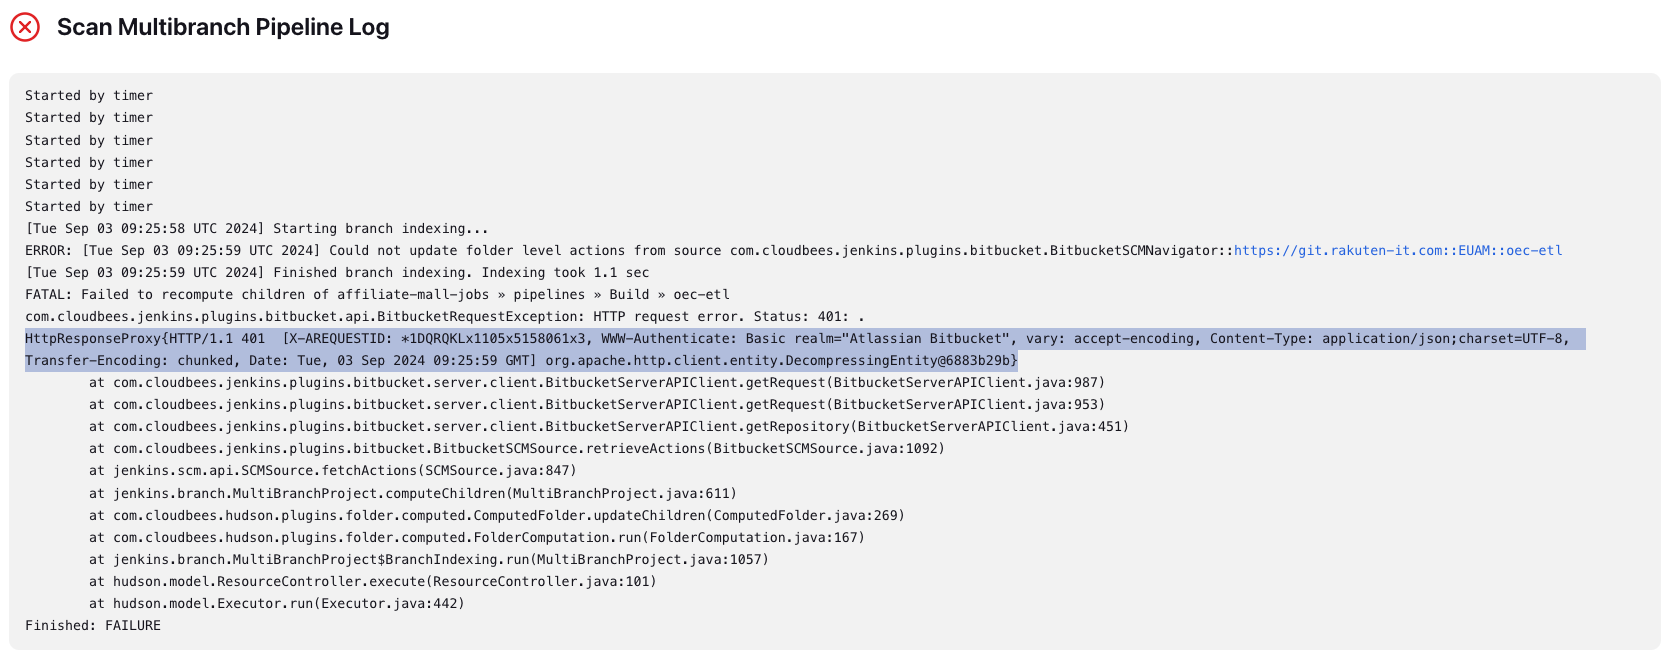 Scan Multibranch Pipeline Log
Started by timer
Started by timer
Started by timer
Started by timer
Started by timer
Started by timer
[Tue Sep 03 09:25:58 UTC 2024] Starting branch indexing...
ERROR: [Tue Sep 03 09:25:59 UTC 2024] Could not update folder level actions from source com.cloudbees.jenkins.plugins.bitbucket.BitbucketSCMNavigator::https://git.rakuten-it.com::EUAM::oec-etl
[Tue Sep 03 09:25:59 UTC 2024] Finished branch indexing. Indexing took 1.1 sec
FATAL: Failed to recompute children of affiliate-mall-jobs » pipelines » Build » oec-etl
com.cloudbees.jenkins.plugins.bitbucket.api.BitbucketRequestException: HTTP request error. Status: 401: .
HttpResponseProxy{HTTP/1.1 401  [X-AREQUESTID: *1DQRQKLx1105x5158061x3, WWW-Authenticate: Basic realm="Atlassian Bitbucket", vary: accept-encoding, Content-Type: application/json;charset=UTF-8,
Transfer-Encoding: chunked, Date: Tue, 03 Sep 2024 09:25:59 GMT] org.apache.http.client.entity.DecompressingEntity@6883b29b}
at com.cloudbees.jenkins.plugins.bitbucket.server.client.BitbucketServerAPIClient.getRequest(BitbucketServerAPIClient.java:987)
at com.cloudbees.jenkins.plugins.bitbucket.server.client.BitbucketServerAPIClient.getRequest(BitbucketServerAPIClient.java:953)
at com.cloudbees.jenkins.plugins.bitbucket.server.client.BitbucketServerAPIClient.getRepository(BitbucketServerAPIClient.java:451)
at com.cloudbees.jenkins.plugins.bitbucket.BitbucketSCMSource.retrieveActions(BitbucketSCMSource.java:1092)
at jenkins.scm.api.SCMSource.fetchActions(SCMSource.java:847)
at jenkins.branch.MultiBranchProject.computeChildren(MultiBranchProject.java:611)
at com.cloudbees.hudson.plugins.folder.computed.ComputedFolder.updateChildren(ComputedFolder.java:269)
at com.cloudbees.hudson.plugins.folder.computed.FolderComputation.run(FolderComputation.java:167)
at jenkins.branch.MultiBranchProject$BranchIndexing.run(MultiBranchProject.java:1057)
at hudson.model.ResourceController.execute(ResourceController.java:101)
at hudson.model.Executor.run(Executor.java:442)
Finished: FAILURE